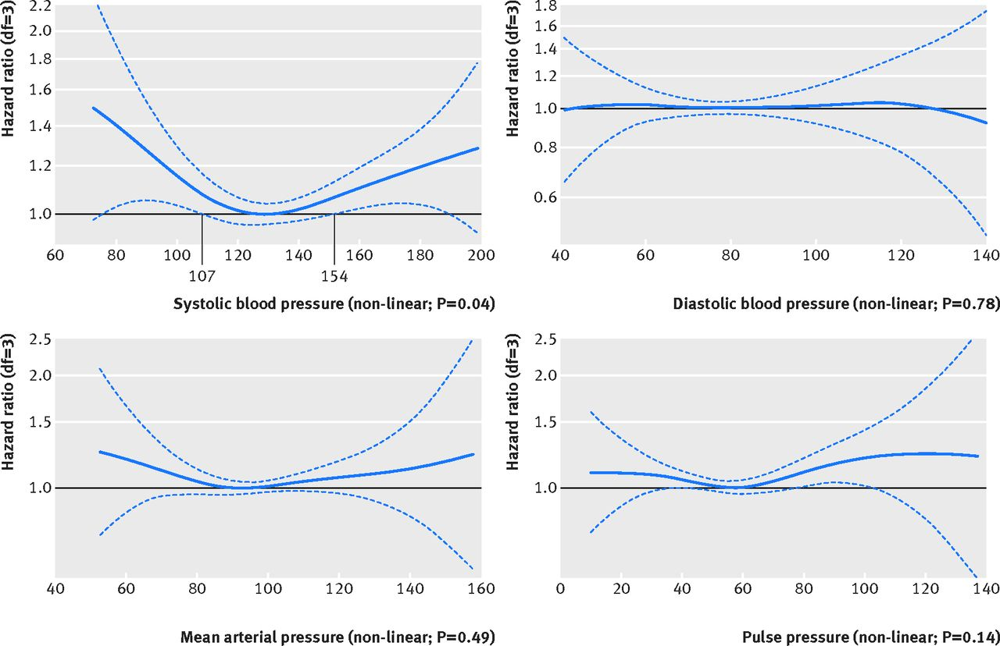 Hazard ratio (df=3)
2.2
2.0
1.8
1.6
1.4
1.2
1.0
60 80 100 120 140 160 180 200
107 154
Systolic blood pressure (non-linear; P=0.04)
Hazard ratio (df=3)
1.8
1.6
1.4
1.2
1.0
0.8
0.6
40 60 80 100 120 140
Diastolic blood pressure (non-linear; P=0.78)
Hazard ratio (df=3)
2.5
2.0
1.5
1.0
40 60 80 100 120 140 160
Mean arterial pressure (non-linear; P=0.49)
Hazard ratio (df=3)
2.5
2.0
1.5
1.0
0 20 40 60 80 100 120 140
Pulse pressure (non-linear; P=0.14)